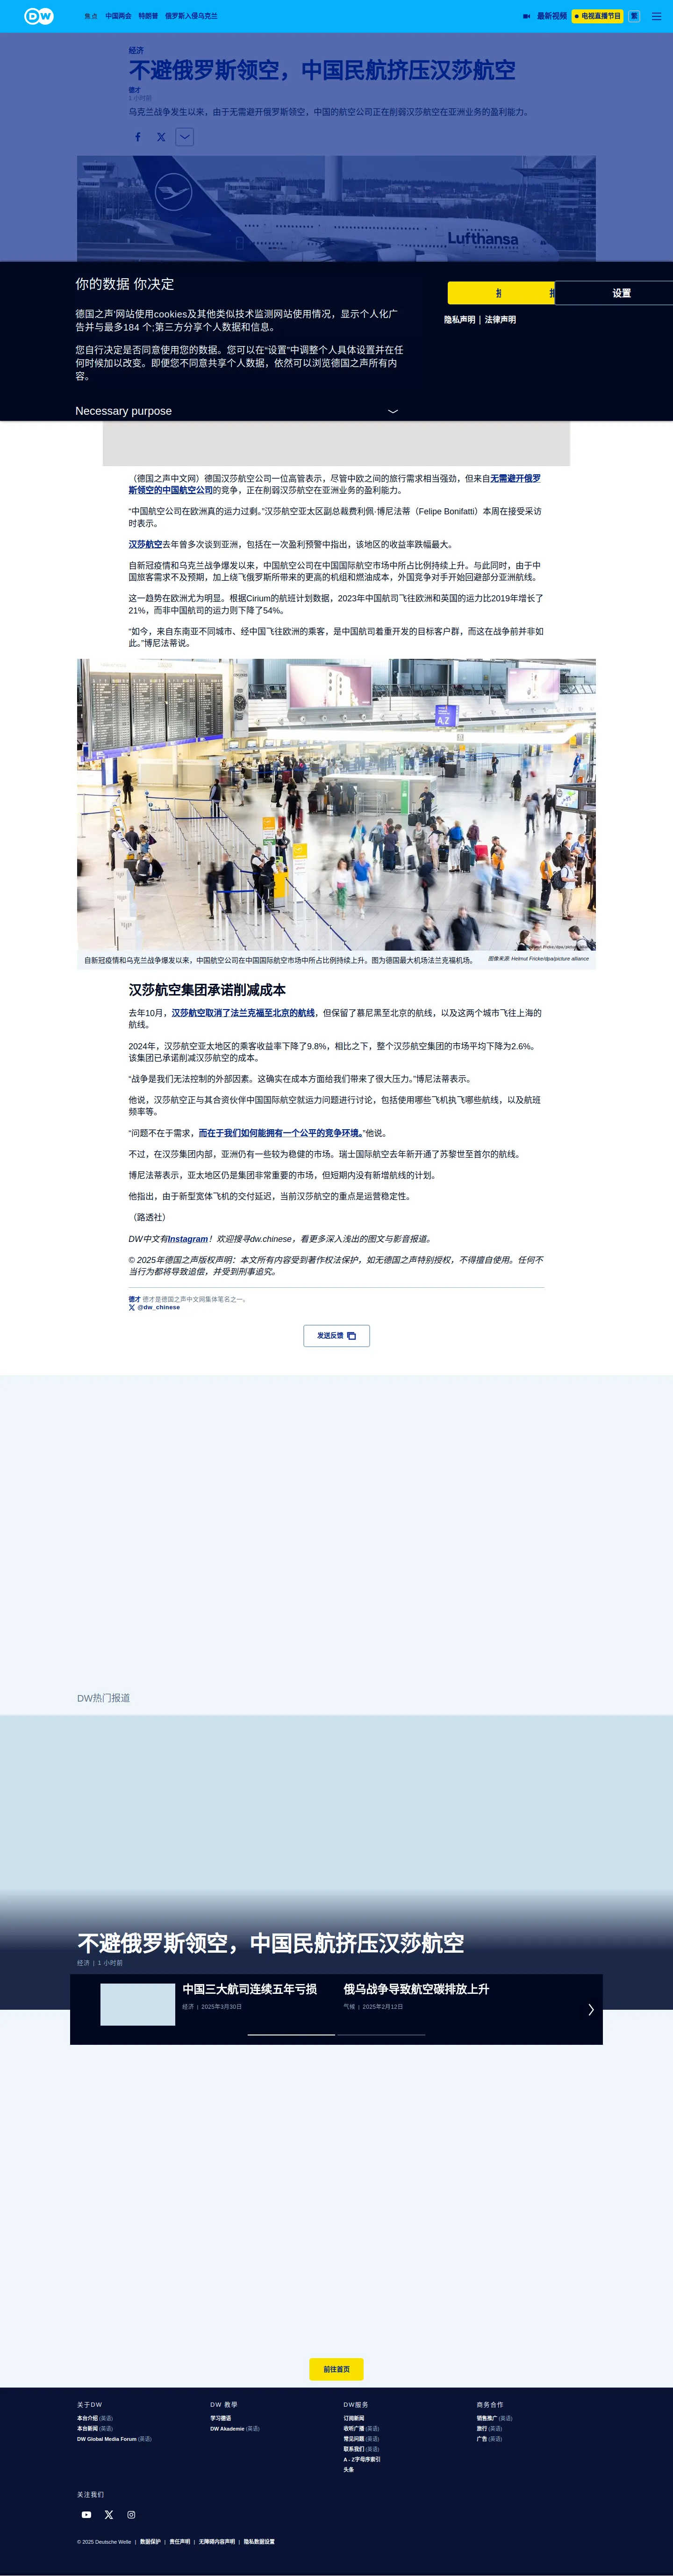 DW
焦点 中国两会 特朗普 俄罗斯入侵乌克兰
最新视频 电视直播节目 繁
经济
不避俄罗斯领空，中国民航挤压汉莎航空
德才
1 小时前
乌克兰战争发生以来，由于无需避开俄罗斯领空，中国的航空公司正在削弱汉莎航空在亚洲业务的盈利能力。
Lufthansa
你的数据 你决定
德国之声‘网站使用cookies及其他类似技术监测网站使用情况，显示个人化广
告并与最多184 个;第三方分享个人数据和信息。
您自行决定是否同意使用您的数据。您可以在“设置”中调整个人具体设置并在任
何时候加以改变。即便您不同意共享个人数据，依然可以浏览德国之声所有内
容。
设置
隐私声明 | 法律声明
Necessary purpose
（德国之声中文网）德国汉莎航空公司一位高管表示，尽管中欧之间的旅行需求相当强劲，但来自无需避开俄罗
斯领空的中国航空公司的竞争，正在削弱汉莎航空在亚洲业务的盈利能力。
“中国航空公司在欧洲真的运力过剩。”汉莎航空亚太区副总裁费利佩·博尼法蒂（Felipe Bonifatti）本周在接受采访
时表示。
汉莎航空去年曾多次谈到亚洲，包括在一次盈利预警中指出，该地区的收益率跌幅最大。
自新冠疫情和乌克兰战争爆发以来，中国航空公司在中国国际航空市场中所占比例持续上升。与此同时，由于中
国旅客需求不及预期，加上绕飞俄罗斯所带来的更高的机组和燃油成本，外国竞争对手开始回避部分亚洲航线。
这一趋势在欧洲尤为明显。根据Cirium的航班计划数据，2023年中国航司飞往欧洲和英国的运力比2019年增长了
21%，而非中国航司的运力则下降了54%。
“如今，来自东南亚不同城市、经中国飞往欧洲的乘客，是中国航司着重开发的目标客户群，而这在战争前并非如
此。”博尼法蒂说。
A,Z
自新冠疫情和乌克兰战争爆发以来，中国航空公司在中国国际航空市场中所占比例持续上升。图为德国最大机场法兰克福机场。
图像来源: Helmut Fricke/dpa/picture alliance
汉莎航空集团承诺削减成本
去年10月，汉莎航空取消了法兰克福至北京的航线，但保留了慕尼黑至北京的航线，以及这两个城市飞往上海的
航线。
2024年，汉莎航空亚太地区的乘客收益率下降了9.8%，相比之下，整个汉莎航空集团的市场平均下降为2.6%。
该集团已承诺削减汉莎航空的成本。
“战争是我们无法控制的外部因素。这确实在成本方面给我们带来了很大压力。”博尼法蒂表示。
他说，汉莎航空正与其合资伙伴中国国际航空就运力问题进行讨论，包括使用哪些飞机执飞哪些航线，以及航班
频率等。
“问题不在于需求，而在于我们如何能拥有一个公平的竞争环境。”他说。
不过，在汉莎集团内部，亚洲仍有一些较为稳健的市场。瑞士国际航空去年新开通了苏黎世至首尔的航线。
博尼法蒂表示，亚太地区仍是集团非常重要的市场，但短期内没有新增航线的计划。
他指出，由于新型宽体飞机的交付延迟，当前汉莎航空的重点是运营稳定性。
（路透社）
DW中文有Instagram！欢迎搜寻dw.chinese，看更多深入浅出的图文与影音报道。
© 2025年德国之声版权声明：本文所有内容受到著作权法保护，如无德国之声特别授权，不得擅自使用。任何不
当行为都将导致追偿，并受到刑事追究。
德才 德才是德国之声中文网集体笔名之一。
@dw_chinese
发送反馈
DW热门报道
不避俄罗斯领空，中国民航挤压汉莎航空
经济 | 1 小时前
中国三大航司连续五年亏损
经济 | 2025年3月30日
俄乌战争导致航空碳排放上升
气候 | 2025年2月12日
前往首页
关于DW
本台介绍 (英语)
本台新闻 (英语)
DW Global Media Forum (英语)
DW 教學
学习德语
DW Akademie (英语)
DW服务
订阅新闻
收听广播 (英语)
常见问题 (英语)
联系我们 (英语)
A - Z字母序索引
头条
商务合作
销售推广 (英语)
旅行 (英语)
广告 (英语)
关注我们
© 2025 Deutsche Welle | 数据保护 | 责任声明 | 无障碍内容声明 | 隐私数据设置